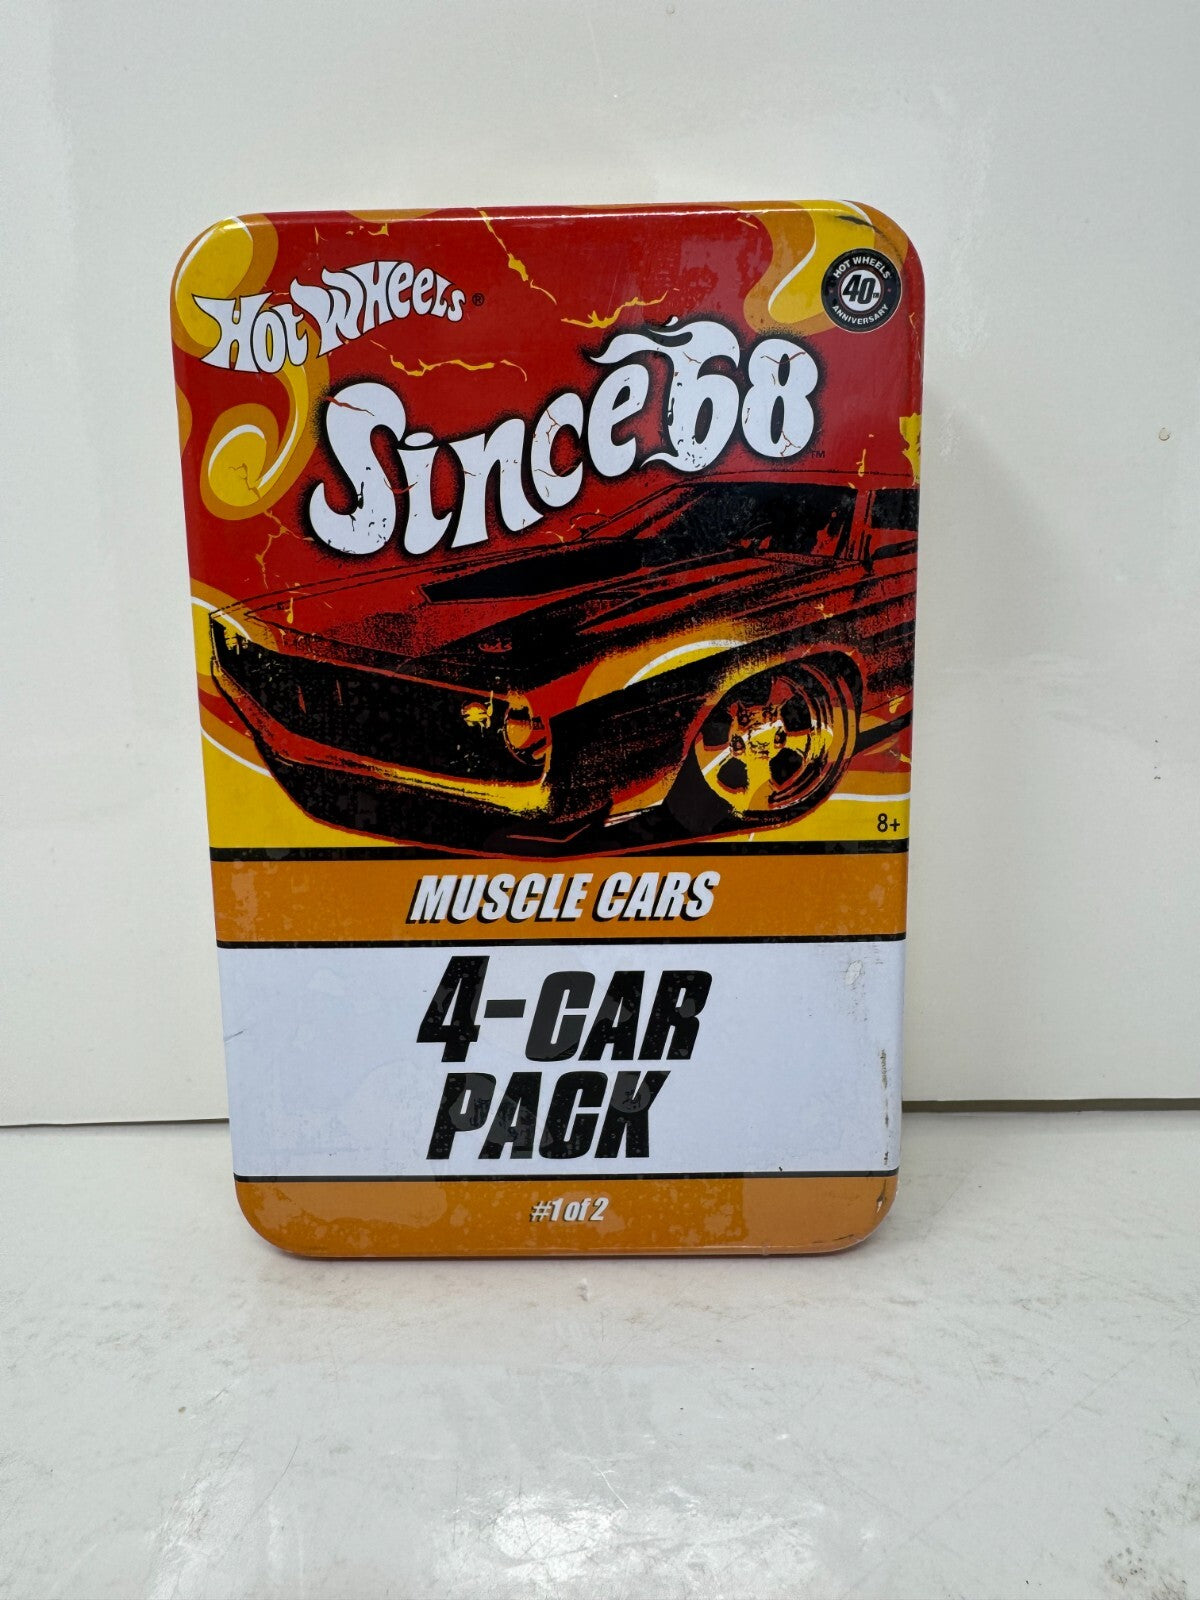 Hot Wheels®
HOT WHEELS
40TH
ANNIVERSARY
Since '68™
8+
MUSCLE CARS
4-CAR
PACK
#1 of 2